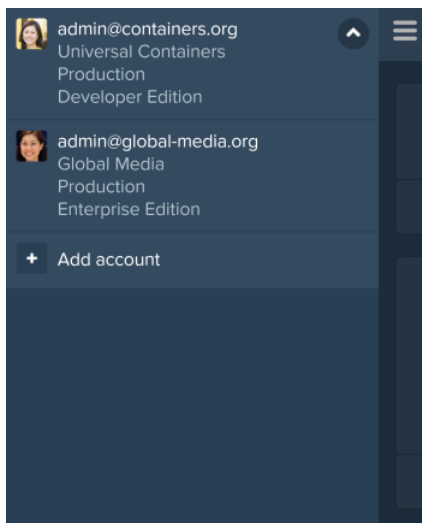 admin@containers.org
Universal Containers
Production
Developer Edition
admin@global-media.org
Global Media
Production
Enterprise Edition
+ Add account